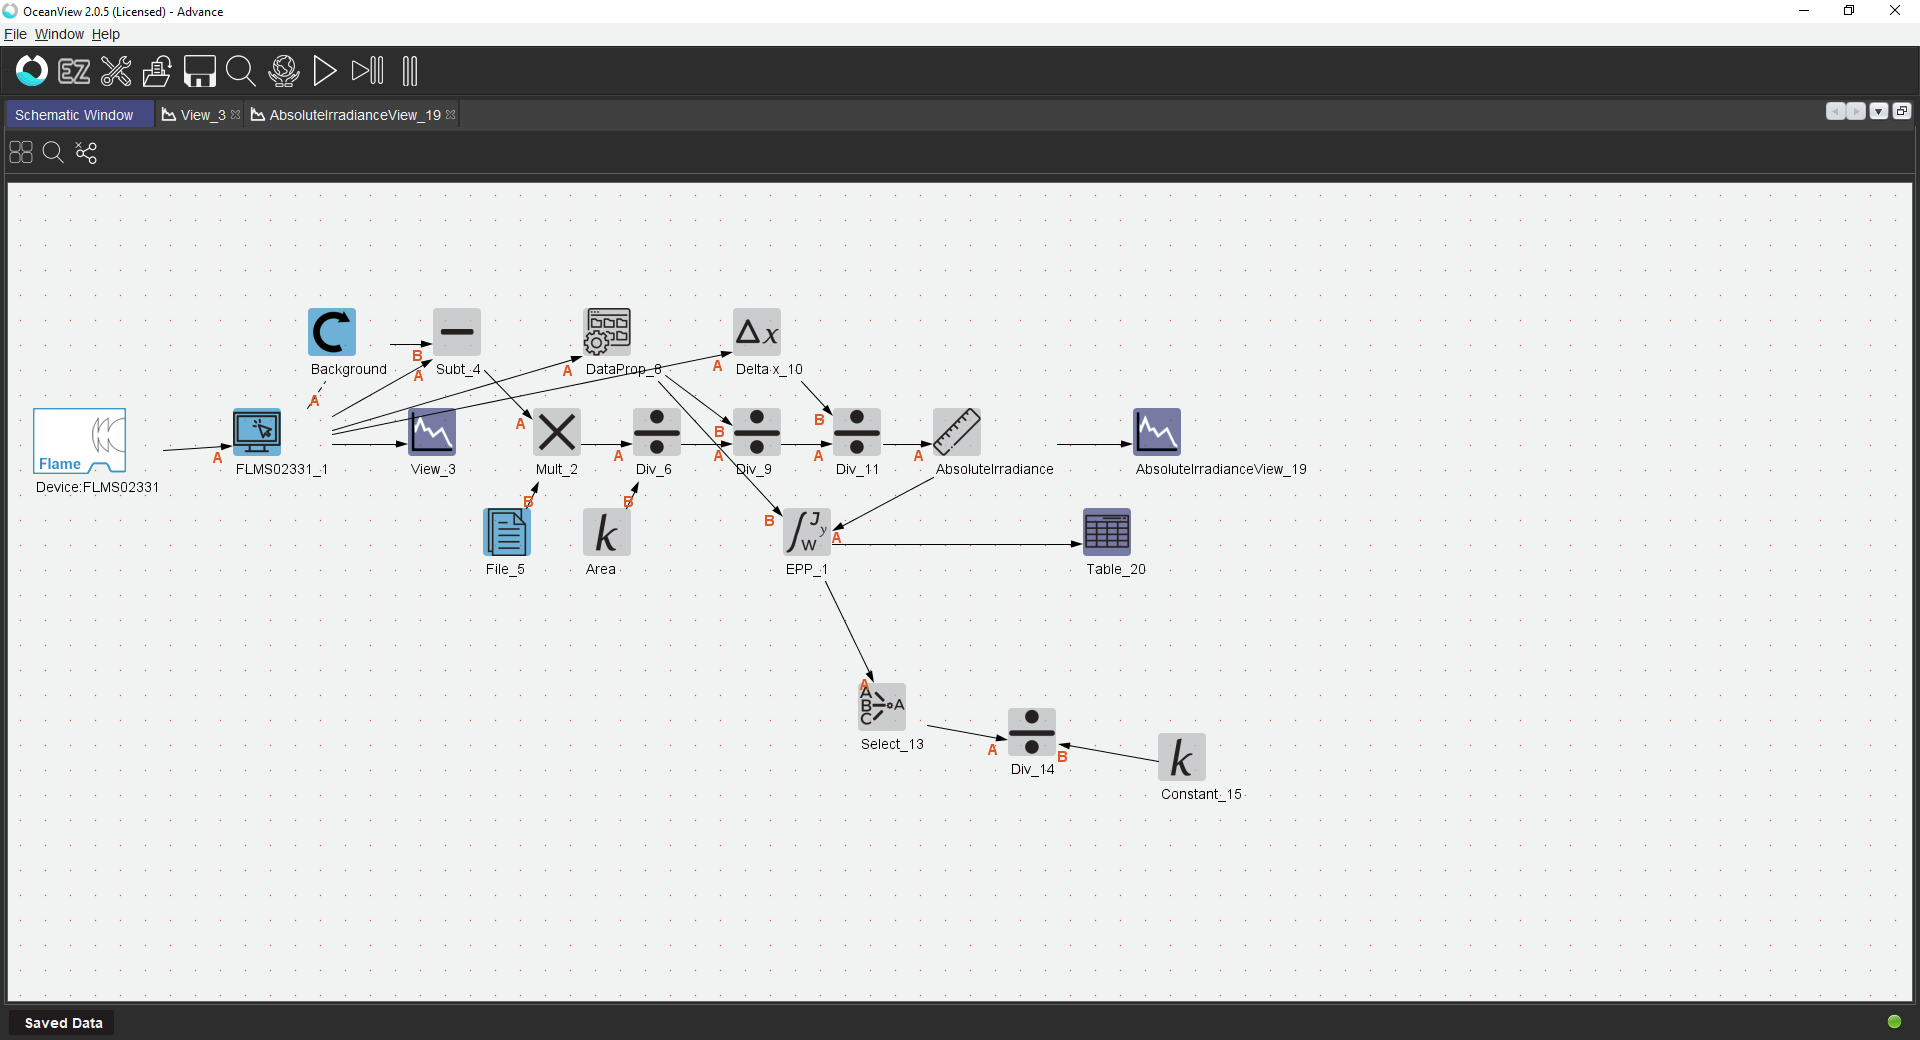 OceanView 2.0.5 (Licensed) - Advance
File Window Help
EZ
Schematic Window View_3 AbsoluteIrradianceView_19
Δx
Background B Subt_4 DataProp_8 A Delta x_10
A A
A
A B B
Flame A FLMS02331_1 View_3 Mult_2 A Div_6 A Div_9 A Div_11 A AbsoluteIrradiance AbsoluteIrradianceView_19
Device:FLMS02331
B B
k B ∫ J y W A
File_5 Area EPP_1 Table_20
A
A B C A
Select_13 A B k
Div_14
Constant_15
Saved Data